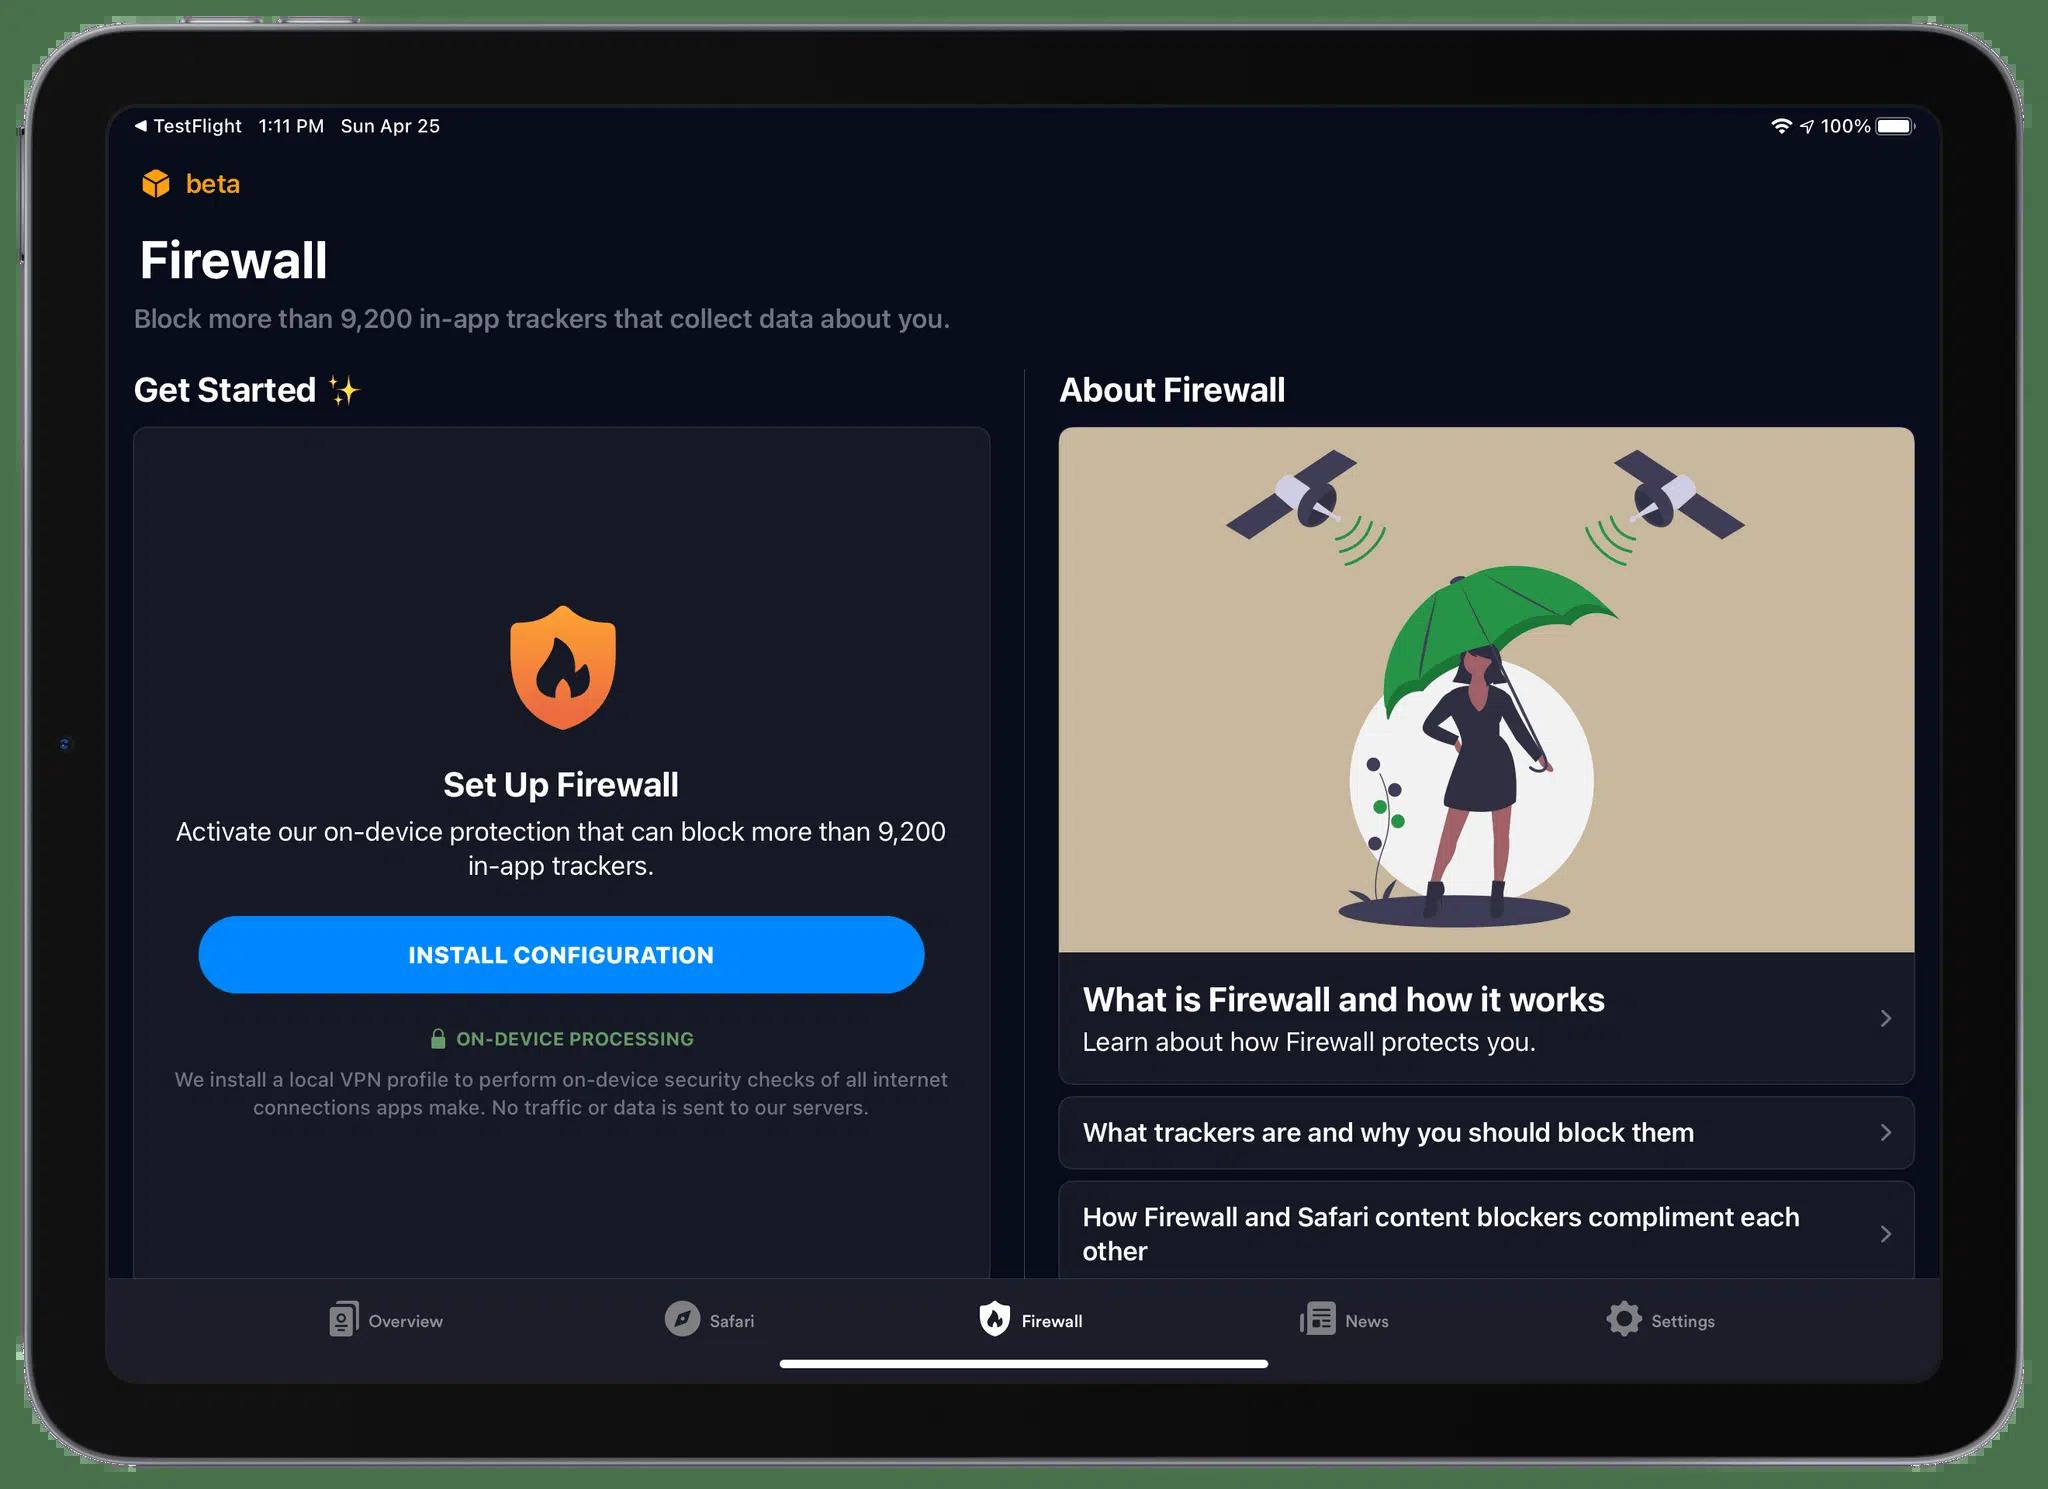 TestFlight 1:11 PM Sun Apr 25
100%
beta
Firewall
Block more than 9,200 in-app trackers that collect data about you.
Get Started ✨
Set Up Firewall
Activate our on-device protection that can block more than 9,200
in-app trackers.
INSTALL CONFIGURATION
ON-DEVICE PROCESSING
We install a local VPN profile to perform on-device security checks of all internet
connections apps make. No traffic or data is sent to our servers.
About Firewall
What is Firewall and how it works
Learn about how Firewall protects you.
What trackers are and why you should block them
How Firewall and Safari content blockers compliment each
other
Overview
Safari
Firewall
News
Settings